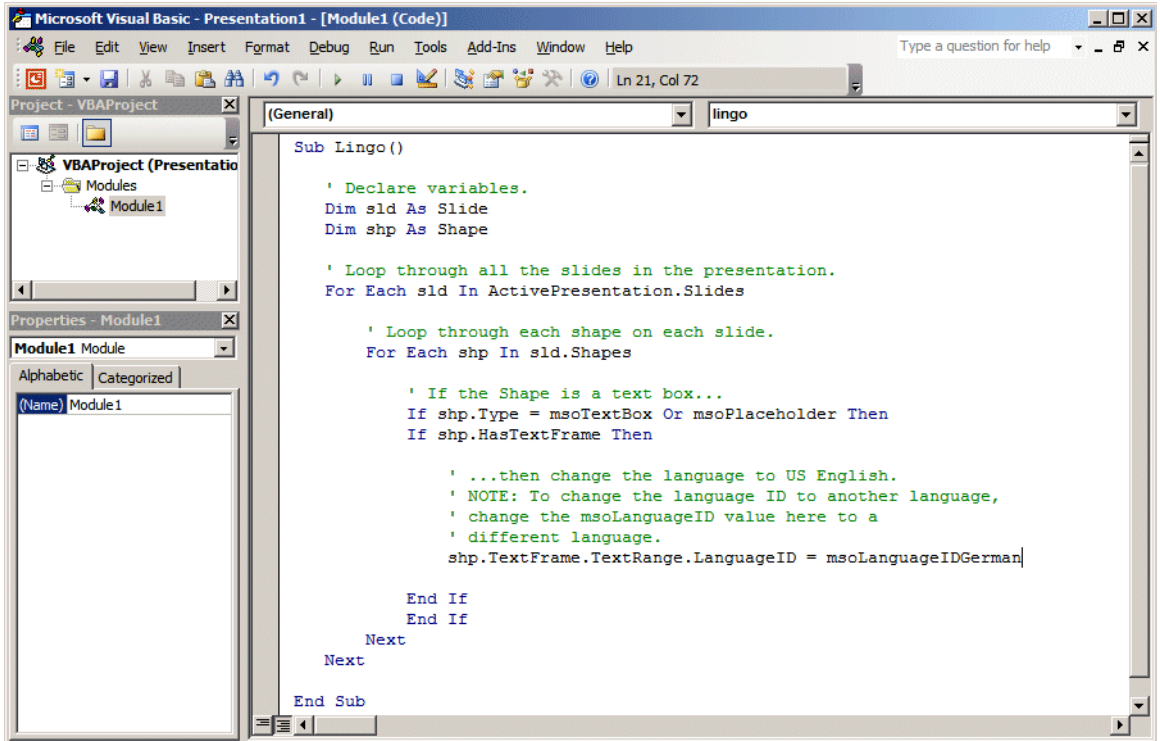 Microsoft Visual Basic - Presentation1 - [Module1 (Code)]
File Edit View Insert Format Debug Run Tools Add-Ins Window Help
Type a question for help
Ln 21, Col 72
Project - VBAProject
(General)
lingo
VBAProject (Presentatio
Modules
Module1
Properties - Module1
Module1 Module
Alphabetic Categorized
(Name) Module1
Sub Lingo()
' Declare variables.
Dim sld As Slide
Dim shp As Shape
' Loop through all the slides in the presentation.
For Each sld In ActivePresentation.Slides
' Loop through each shape on each slide.
For Each shp In sld.Shapes
' If the Shape is a text box...
If shp.Type = msoTextBox Or msoPlaceholder Then
If shp.HasTextFrame Then
' ...then change the language to US English.
' NOTE: To change the language ID to another language,
' change the msoLanguageID value here to a
' different language.
shp.TextFrame.TextRange.LanguageID = msoLanguageIDGerman
End If
End If
Next
Next
End Sub